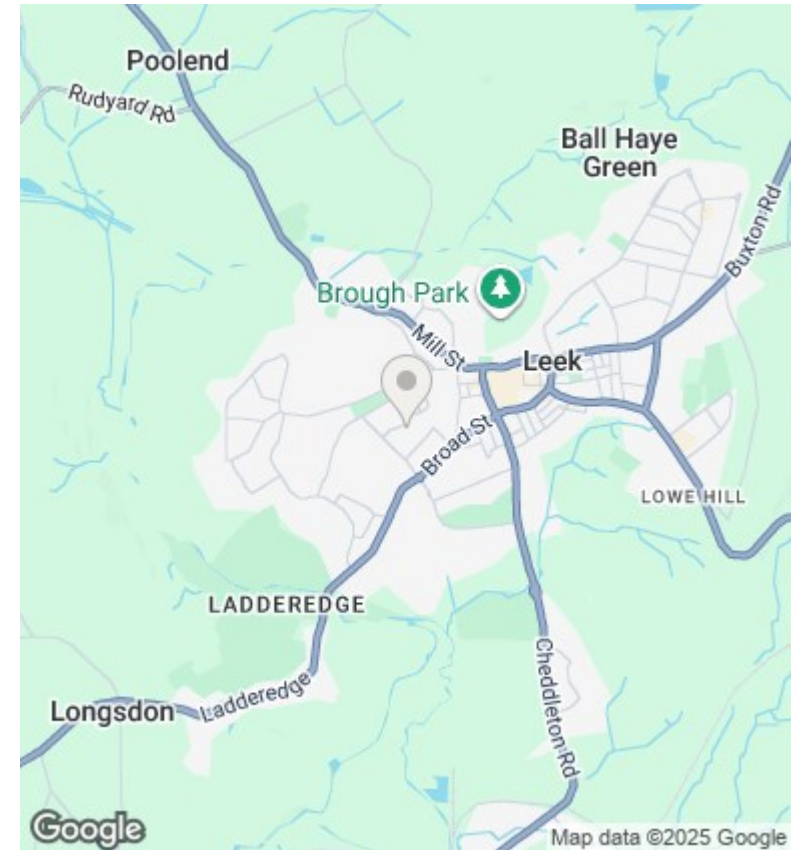 Poolend
Rudyard Rd
Ball Haye
Green
Buxton Rd
Brough Park
Mill St
Leek
Broad St
LOWE HILL
LADDEREDGE
Cheddleton Rd
Longsdon
Ladderedge
Google
Map data ©2025 Google